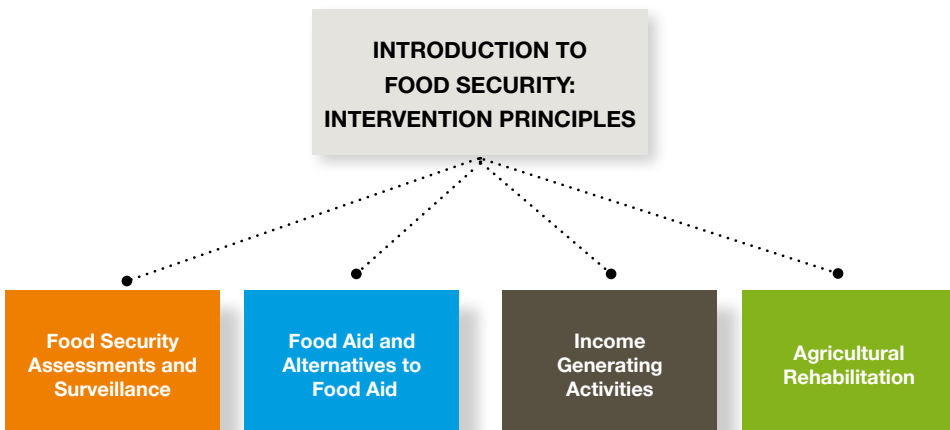 INTRODUCTION TO
FOOD SECURITY:
INTERVENTION PRINCIPLES
Food Security
Assessments and
Surveillance
Food Aid and
Alternatives to
Food Aid
Income
Generating
Activities
Agricultural
Rehabilitation